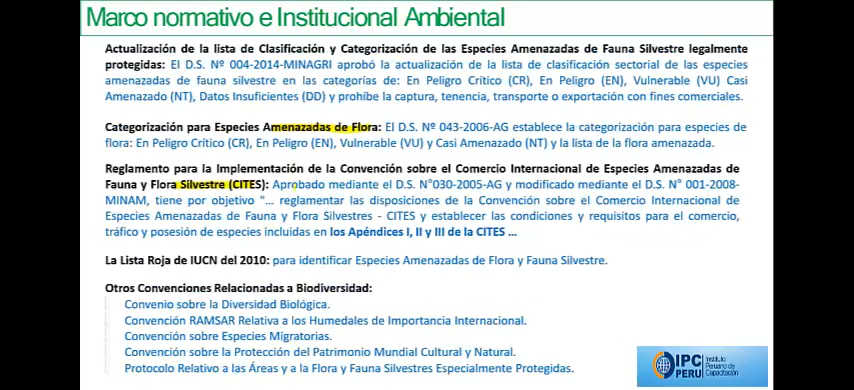 Marco normativo e Institucional Ambiental
Actualización de la lista de Clasificación y Categorización de las Especies Amenazadas de Fauna Silvestre legalmente
protegidas: El D.S. Nº 004-2014-MINAGRI aprobó la actualización de la lista de clasificación sectorial de las especies
amenazadas de fauna silvestre en las categorías de: En Peligro Crítico (CR), En Peligro (EN), Vulnerable (VU) Casi
Amenazado (NT), Datos Insuficientes (DD) y prohíbe la captura, tenencia, transporte o exportación con fines comerciales.
Categorización para Especies Amenazadas de Flora: El D.S. Nº 043-2006-AG establece la categorización para especies de
flora: En Peligro Crítico (CR), En Peligro (EN), Vulnerable (VU) y Casi Amenazado (NT) y la lista de la flora amenazada.
Reglamento para la Implementación de la Convención sobre el Comercio Internacional de Especies Amenazadas de
Fauna y Flora Silvestre (CITES): Aprobado mediante el D.S. N°030-2005-AG y modificado mediante el D.S. N° 001-2008-
MINAM, tiene por objetivo "... reglamentar las disposiciones de la Convención sobre el Comercio Internacional de
Especies Amenazadas de Fauna y Flora Silvestres - CITES y establecer las condiciones y requisitos para el comercio,
tráfico y posesión de especies incluidas en los Apéndices I, II y III de la CITES ...
La Lista Roja de IUCN del 2010: para identificar Especies Amenazadas de Flora y Fauna Silvestre.
Otros Convenciones Relacionadas a Biodiversidad:
Convenio sobre la Diversidad Biológica.
Convención RAMSAR Relativa a los Humedales de Importancia Internacional.
Convención sobre Especies Migratorias.
Convención sobre la Protección del Patrimonio Mundial Cultural y Natural.
Protocolo Relativo a las Áreas y a la Flora y Fauna Silvestres Especialmente Protegidas.
IPC PERU
Instituto
Peruano de
Capacitación